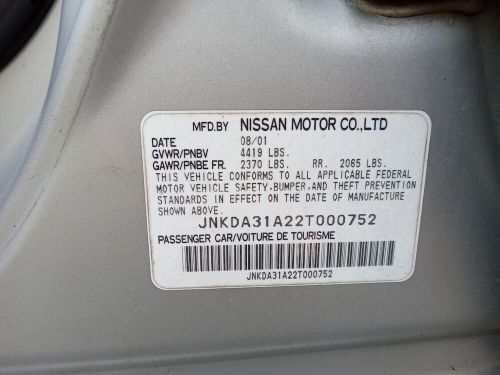 MFD.BY NISSAN MOTOR CO.,LTD
DATE 08/01
GVWR/PNBV 4419 LBS.
GAWR/PNBE FR. 2370 LBS. RR. 2065 LBS.
THIS VEHICLE CONFORMS TO ALL APPLICABLE FEDERAL
MOTOR VEHICLE SAFETY,BUMPER,AND THEFT PREVENTION
STANDARDS IN EFFECT ON THE DATE OF MANUFACTURE
SHOWN ABOVE.
JNKDA31A22T000752
PASSENGER CAR/VOITURE DE TOURISME
JNKDA31A22T000752